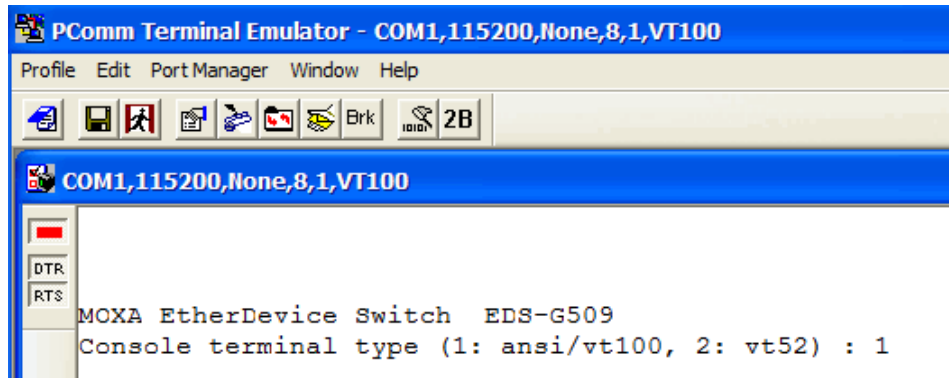 PComm Terminal Emulator - COM1,115200,None,8,1,VT100
Profile Edit Port Manager Window Help
Brk 2B
COM1,115200,None,8,1,VT100
DTR
RTS
MOXA EtherDevice Switch EDS-G509
Console terminal type (1: ansi/vt100, 2: vt52) : 1